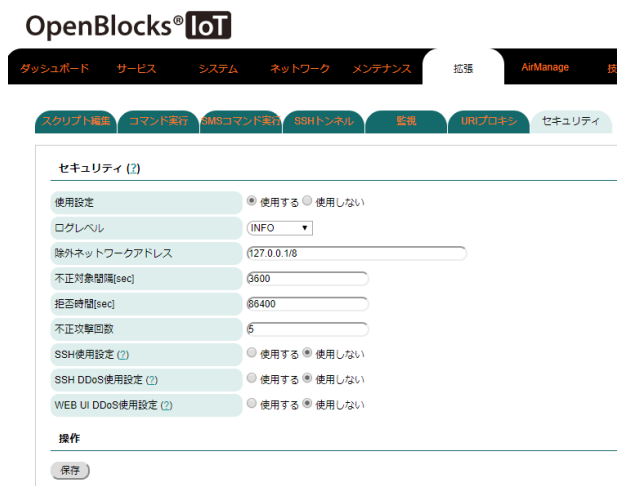 OpenBlocks® IoT
ダッシュボード サービス システム ネットワーク メンテナンス 拡張 AirManage 技
スクリプト編集 コマンド実行 SMSコマンド実行 SSHトンネル 監視 URIプロキシ セキュリティ
セキュリティ (?)
使用設定 使用する 使用しない
ログレベル INFO
除外ネットワークアドレス 127.0.0.1/8
不正対象間隔[sec] 3600
拒否時間[sec] 86400
不正攻撃回数 5
SSH使用設定 (?) 使用する 使用しない
SSH DDoS使用設定 (?) 使用する 使用しない
WEB UI DDoS使用設定 (?) 使用する 使用しない
操作
保存